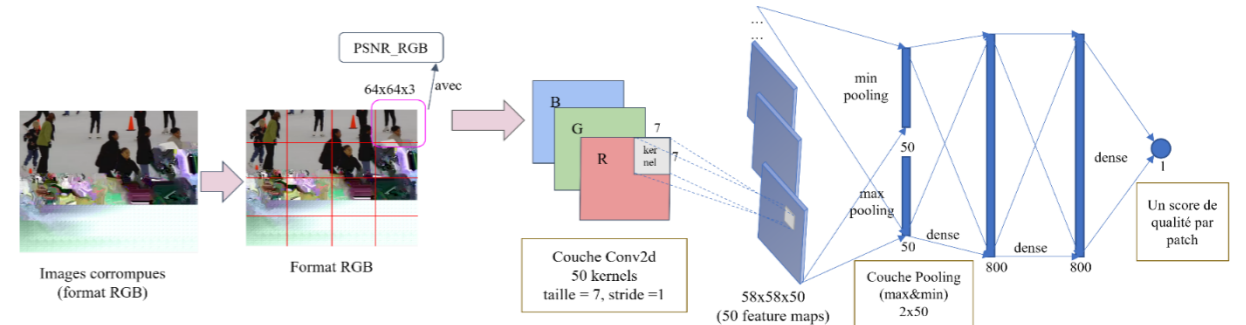 PSNR_RGB
avec
64x64x3
Images corrompues
(format RGB)
Format RGB
B
G
R
7
7
ker
nel
Couche Conv2d
50 kernels
taille = 7, stride =1
...
...
58x58x50
(50 feature maps)
min
pooling
50
max
pooling
50
Couche Pooling
(max&min)
2x50
dense
800
dense
800
dense
1
Un score de
qualité par
patch